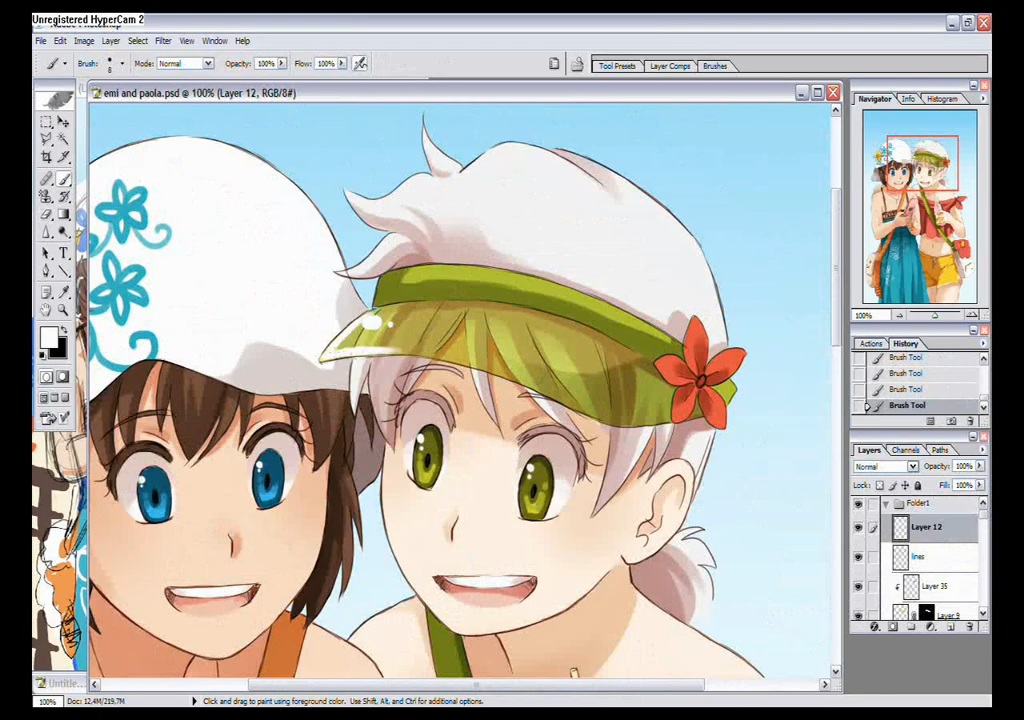 Unregistered HyperCam 2
File Edit Image Layer Select Filter View Window Help
Brush: 8 Mode: Normal Opacity: 100% Flow: 100%
Tool Presets Layer Comps Brushes
emi and paola.psd @ 100% (Layer 12, RGB/8#)
Navigator Info Histogram
100%
Actions History
Brush Tool
Brush Tool
Brush Tool
Brush Tool
Layers Channels Paths
Normal Opacity: 100%
Lock: Fill: 100%
Folder1
Layer 12
lines
Layer 35
Layer 9
Untitle...
100% Doc: 12.4M/219.7M Click and drag to paint using foreground color. Use Shift, Alt, and Ctrl for additional options.